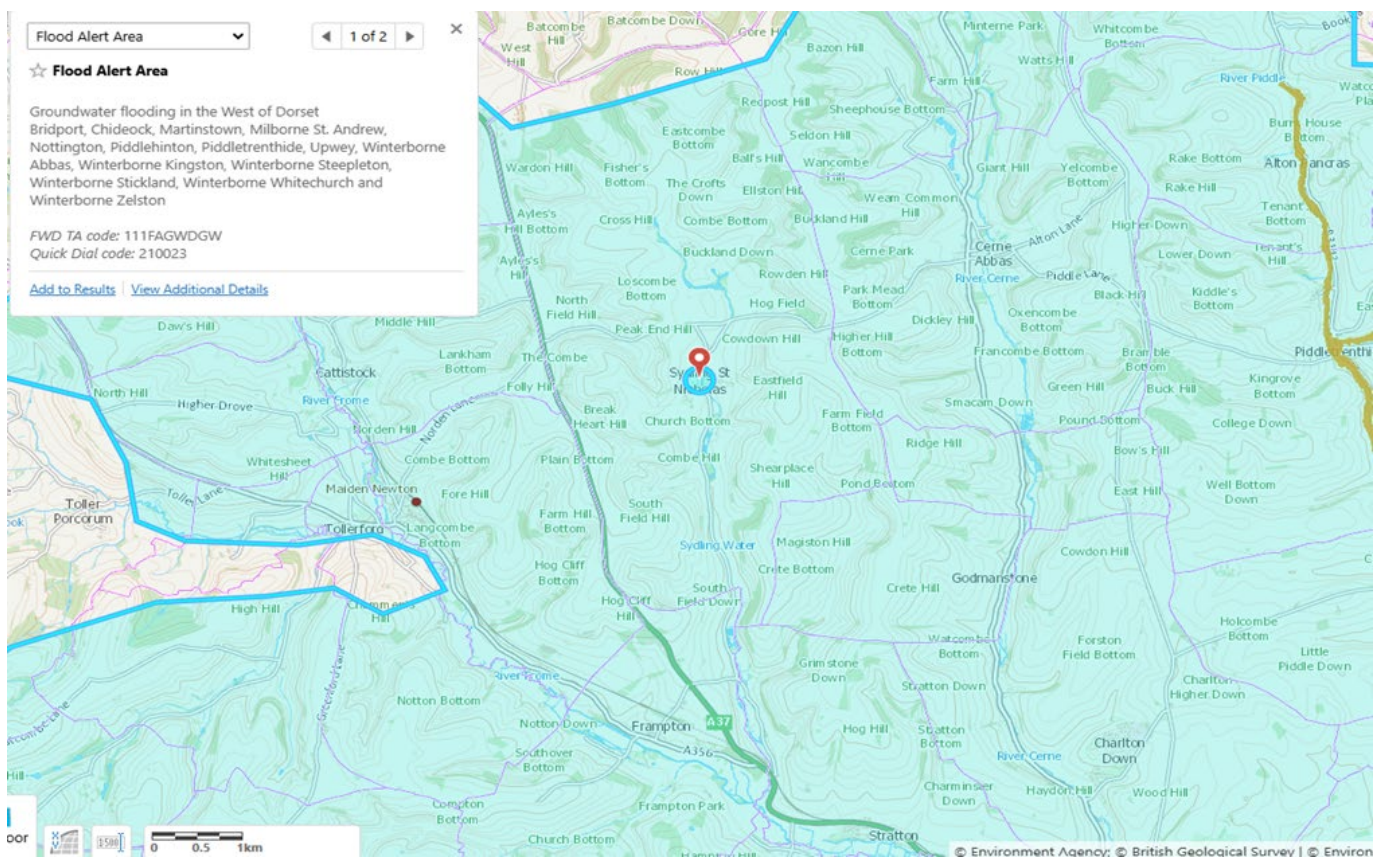 Flood Alert Area
1 of 2
Flood Alert Area
Groundwater flooding in the West of Dorset
Bridport, Chideock, Martinstown, Milborne St. Andrew,
Nottington, Piddlehinton, Piddletrenthide, Upwey, Winterborne
Abbas, Winterborne Kingston, Winterborne Steepleton,
Winterborne Stickland, Winterborne Whitechurch and
Winterborne Zelston
FWD TA code: 111FAGWDGW
Quick Dial code: 210023
Add to Results
View Additional Details
Batcombe
Hill
Batcombe Down
West
Hill
Gore Hill
Row Hill
Bazon Hill
Minterne Park
Whitcombe
Bottom
Watts Hill
Farm Hill
River Piddle
Redpost Hill
Sheephouse Bottom
Eastcombe
Bottom
Seldon Hill
Bottom
Wardon Hill
Fisher's
Bottom
Ball's Hill
Wancombe
Hill
Giant Hill
Yelcombe
Bottom
Rake Bottom
Alton Pancras
The Crofts
Down
Ellston Hill
Rake Hill
Ayles's
Hill Bottom
Cross Hill
Combe Bottom
Buckland Hill
Weam Common
Hill
Higher Down
Tenant's
Bottom
Buckland Down
Cerne Park
Cerne
Abbas
Alton Lane
Lower Down
Tenant's
Hill
Ayles's
Hill
Loscombe
Bottom
Rowden Hill
River Cerne
Piddle Lane
Kiddle's
Bottom
North
Field Hill
Hog Field
Park Mead
Bottom
Black Hill
Daw's Hill
Middle Hill
Peak End Hill
Cowdown Hill
Higher Hill
Bottom
Dickley Hill
Oxencombe
Bottom
Lankham
Bottom
The Combe
Francombe Bottom
Bramble
Bottom
Cattistock
Folly Hill
Sydling St
Nicholas
Eastfield
Hill
Green Hill
Buck Hill
Kingrove
Bottom
North Hill
Higher Drove
River Frome
Norden Lane
Break
Heart Hill
Church Bottom
Farm Field
Bottom
Smacam Down
Pound Bottom
College Down
Norden Hill
Ridge Hill
Whitesheet
Hill
Combe Bottom
Plain Bottom
Combe Hill
Shearplace
Hill
Bow's Hill
Toller
Porcorum
Toller Lane
Maiden Newton
Fore Hill
Pond Bottom
East Hill
Well Bottom
Down
South
Field Hill
Tollerford
Langcombe
Bottom
Farm Hill
Bottom
Sydling Water
Magiston Hill
Cowdon Hill
Hog Cliff
Bottom
Crete Bottom
Crete Hill
Godmanstone
High Hill
Hog Cliff
Hill
South
Field Down
Holcombe
Bottom
Greenford Lane
Grimstone
Down
Watcombe
Bottom
Forston
Field Bottom
Little
Piddle Down
River Frome
Stratton Down
Charlton
Higher Down
Notton Bottom
Notton Down
Frampton
A37
Hog Hill
Stratton
Bottom
A356
Southover
Bottom
River Cerne
Charlton
Down
Compton
Bottom
Frampton Park
Charminster
Down
Haydon Hill
Wood Hill
Church Bottom
Stratton
0 0.5 1km
© Environment Agency; © British Geological Survey | © Environ